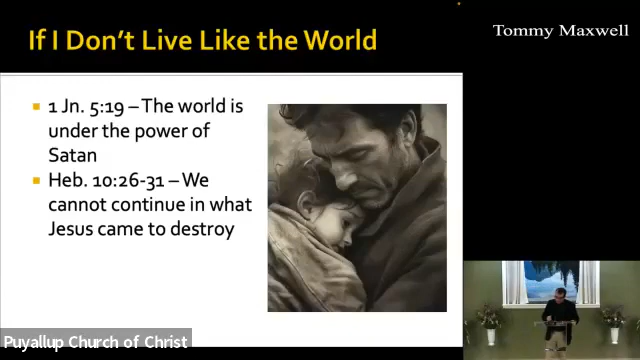 If I Don't Live Like the World
Tommy Maxwell
1 Jn. 5:19 – The world is
under the power of
Satan
Heb. 10:26-31 – We
cannot continue in what
Jesus came to destroy
Puyallup Church of Christ